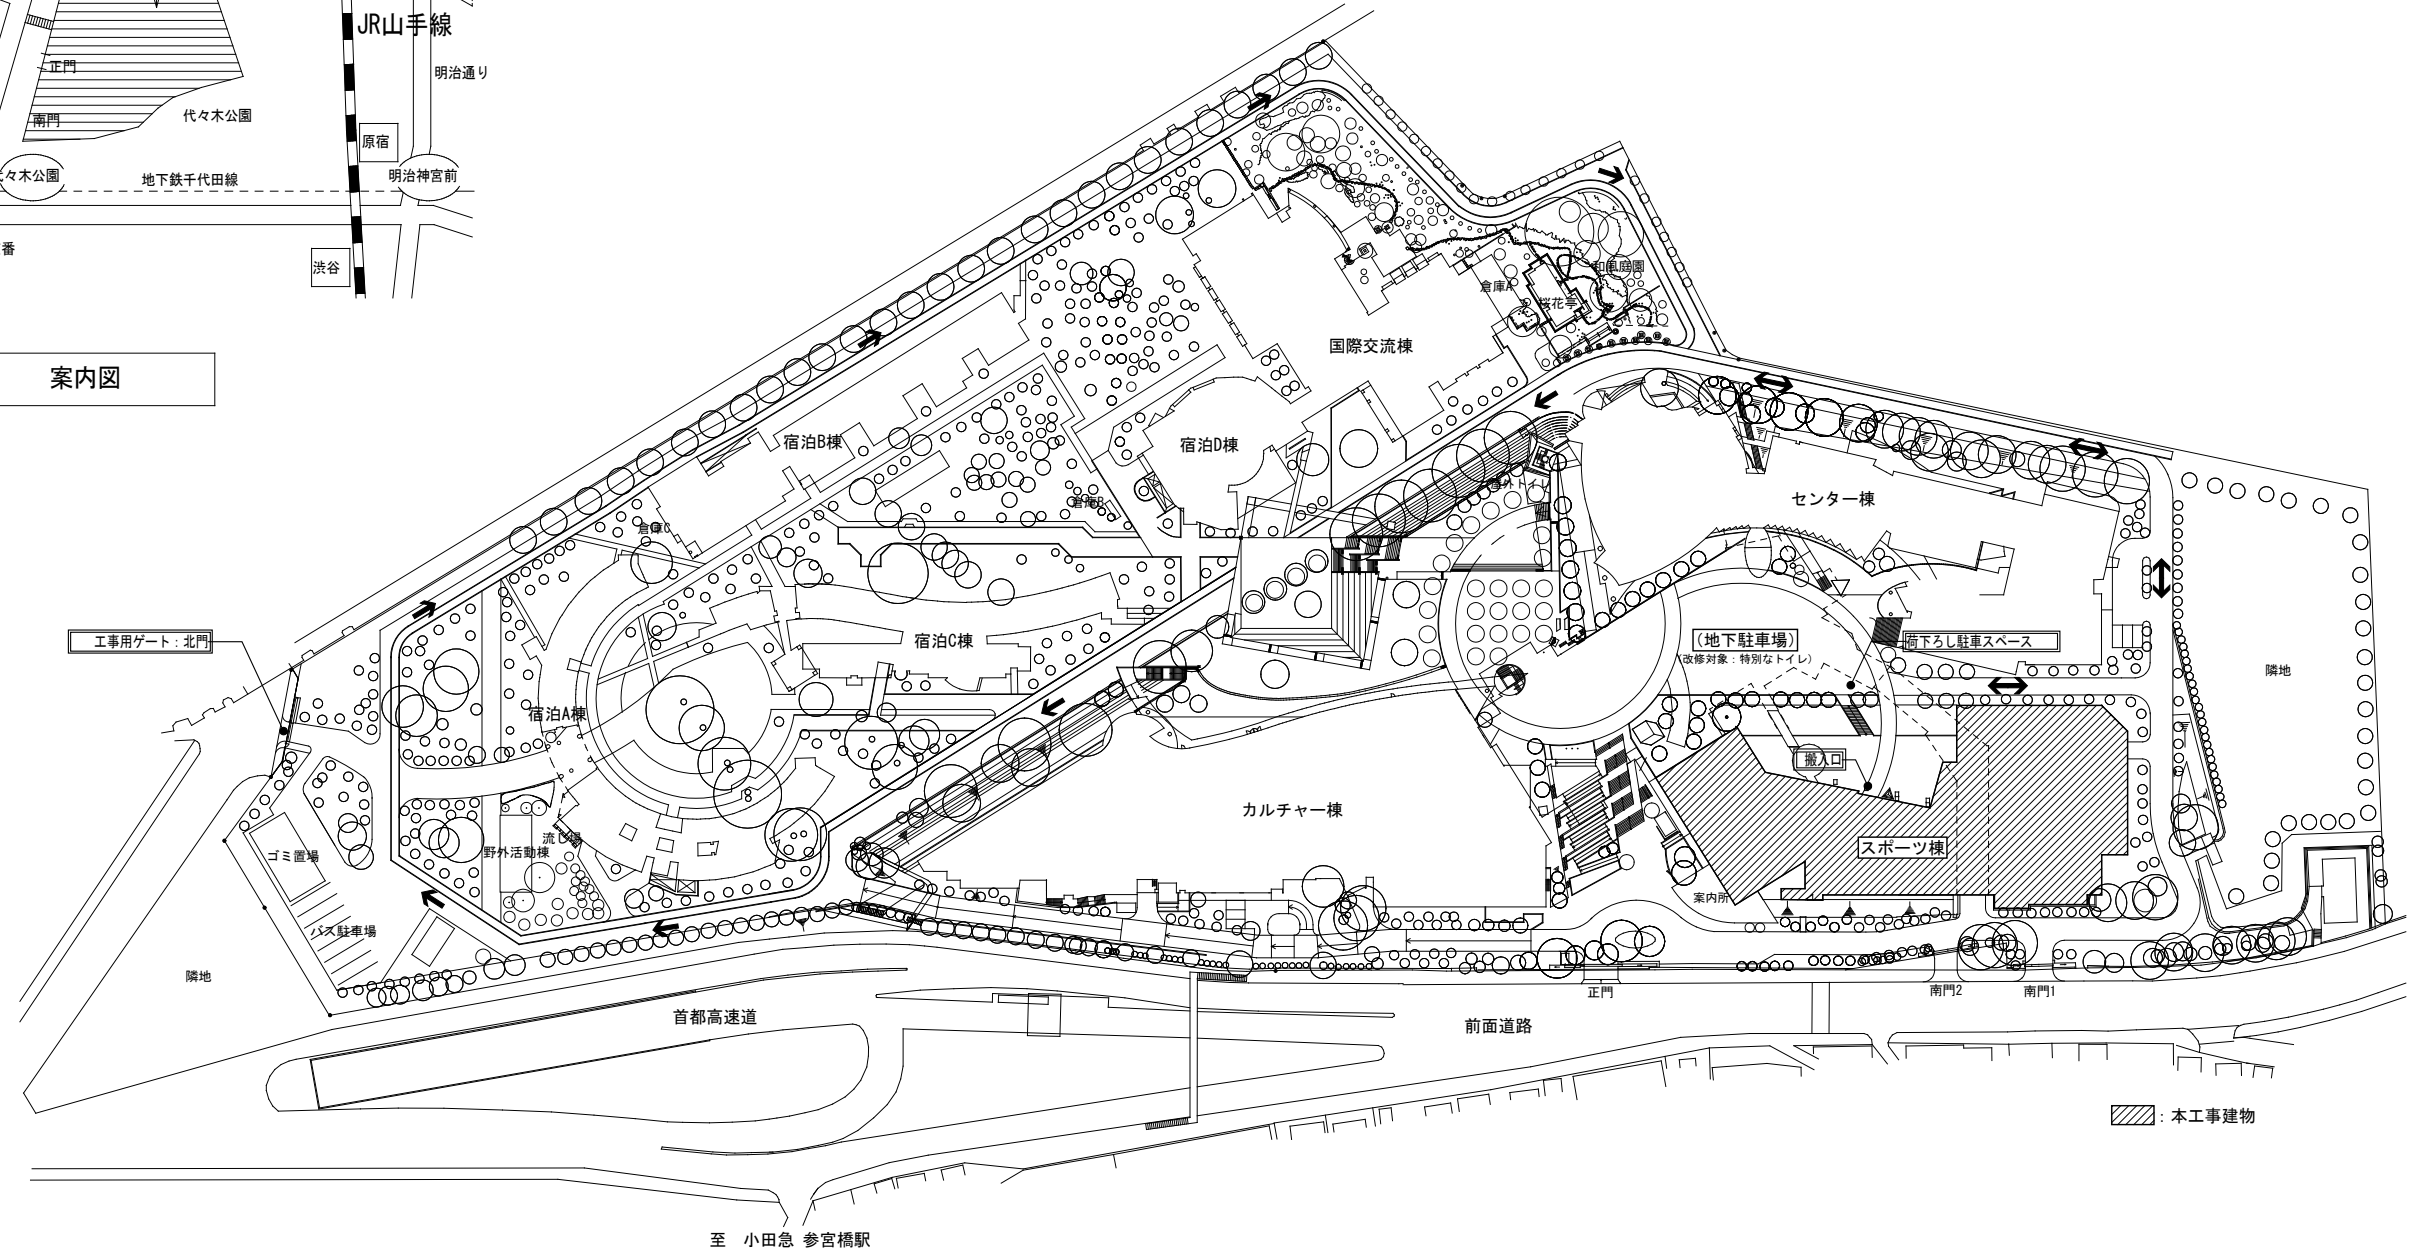 JR山手線
正門
明治通り
代々木公園
南門
原宿
々木公園
地下鉄千代田線
明治神宮前
番
渋谷
案内図
和風庭園
倉庫A
桜花亭
国際交流棟
宿泊B棟
宿泊D棟
倉庫B
屋外トイレ
センター棟
倉庫C
工事用ゲート：北門
宿泊C棟
(地下駐車場)
(改修対象：特別なトイレ)
荷下ろし駐車スペース
隣地
宿泊A棟
搬入口
カルチャー棟
流し場
野外活動棟
ゴミ置場
スポーツ棟
案内所
バス駐車場
隣地
正門
南門2
南門1
首都高速道
前面道路
：本工事建物
至　小田急 参宮橋駅